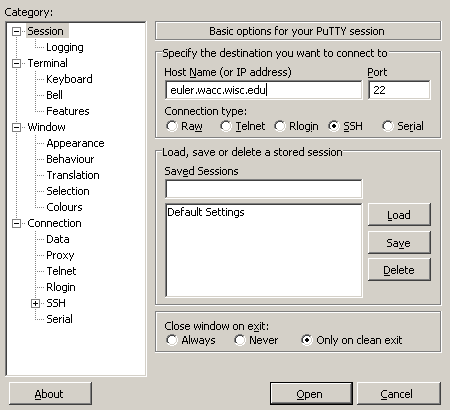 Category:
Session
Logging
Terminal
Keyboard
Bell
Features
Window
Appearance
Behaviour
Translation
Selection
Colours
Connection
Data
Proxy
Telnet
Rlogin
SSH
Serial
Basic options for your PuTTY session
Specify the destination you want to connect to
Host Name (or IP address) Port
euler.wacc.wisc.edu 22
Connection type:
Raw Telnet Rlogin SSH Serial
Load, save or delete a stored session
Saved Sessions
Default Settings
Load
Save
Delete
Close window on exit:
Always Never Only on clean exit
About Open Cancel